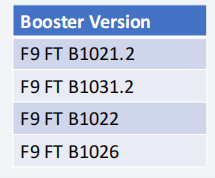 Booster Version
F9 FT B1021.2
F9 FT B1031.2
F9 FT B1022
F9 FT B1026